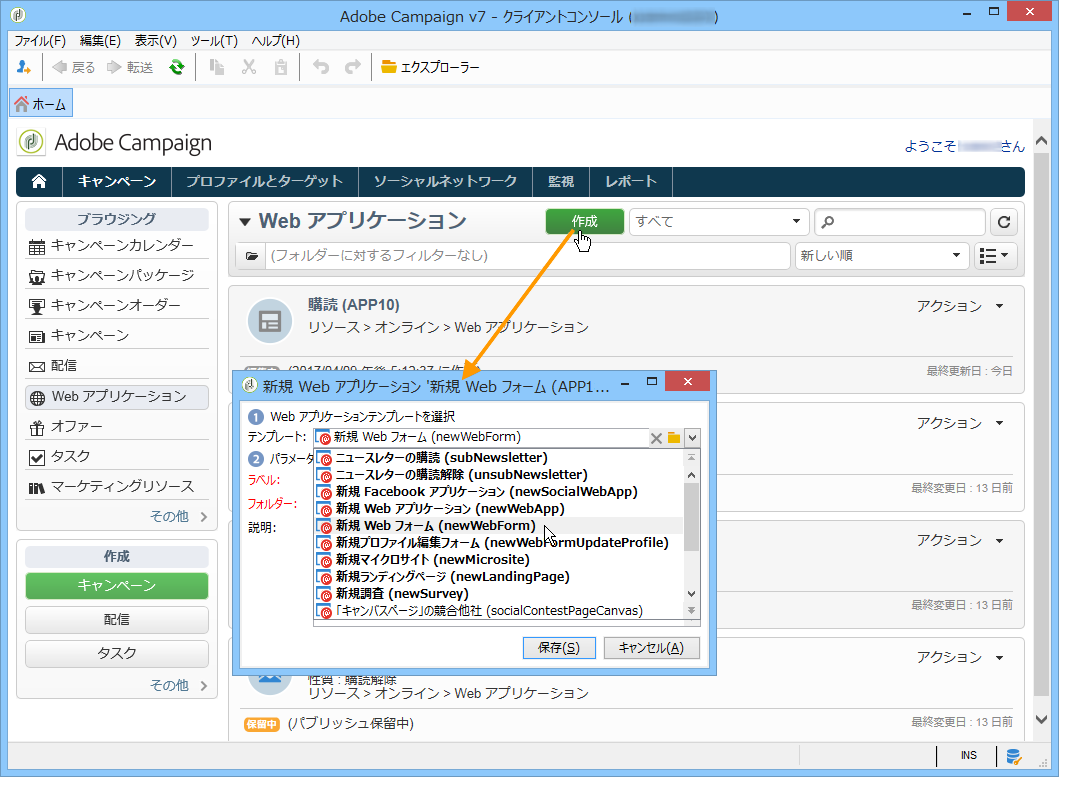 Adobe Campaign v7 - クライアントコンソール (
ファイル(F) 編集(E) 表示(V) ツール(T) ヘルプ(H)
戻る 転送 エクスプローラー
ホーム
Adobe Campaign
ようこそ さん
キャンペーン プロファイルとターゲット ソーシャルネットワーク 監視 レポート
ブラウジング
キャンペーンカレンダー
キャンペーンパッケージ
キャンペーンオーダー
キャンペーン
配信
Web アプリケーション
オファー
タスク
マーケティングリソース
その他
作成
キャンペーン
配信
タスク
その他
Web アプリケーション 作成 すべて
(フォルダーに対するフィルターなし) 新しい順
購読 (APP10) アクション
リソース > オンライン > Web アプリケーション
最終更新日 : 今日
アクション
最終変更日 : 13 日前
アクション
最終変更日 : 13 日前
アクション
新規 Web アプリケーション '新規 Web フォーム (APP1...
1 Web アプリケーションテンプレートを選択
テンプレート: 新規 Web フォーム (newWebForm)
2 パラメータ
ラベル:
フォルダー:
説明:
ニュースレターの購読 (subNewsletter)
ニュースレターの購読解除 (unsubNewsletter)
新規 Facebook アプリケーション (newSocialWebApp)
新規 Web アプリケーション (newWebApp)
新規 Web フォーム (newWebForm)
新規プロファイル編集フォーム (newWebFormUpdateProfile)
新規マイクロサイト (newMicrosite)
新規ランディングページ (newLandingPage)
新規調査 (newSurvey)
「キャンバスページ」の競合他社 (socialContestPageCanvas)
保存(S) キャンセル(A)
性質 : 購読解除
リソース > オンライン > Web アプリケーション
保留中 (パブリッシュ保留中) 最終変更日 : 13 日前
INS